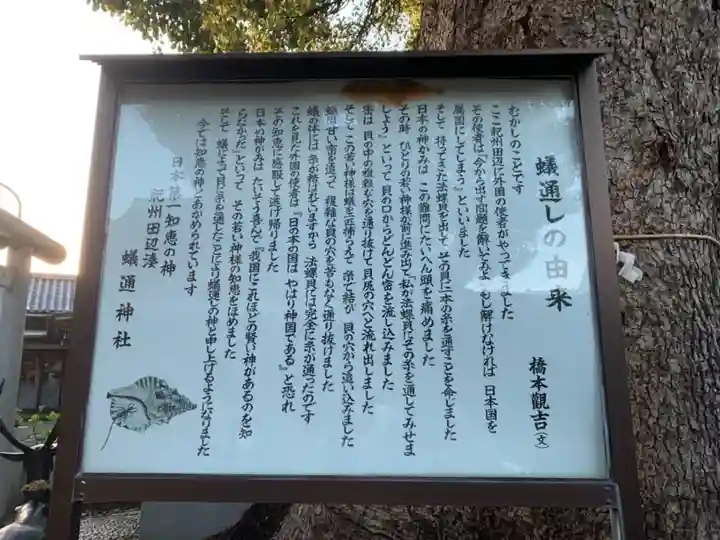 蟻通しの由来
橋本觀吉(文)
むかしのことです
ここ紀州田辺に外国の使者がやってきました
その使者は『今から出す問題を解いてみよ もし解けなければ 日本国を
属国にしてしまう』といいました
そして 持ってきた法螺貝を出して その貝に一本の糸を通すことを命じました
日本の神がみは この難問にたいへん頭を痛めました
その時 ひとりの若い神様が前に進み出て『私が法螺貝にその糸を通してみせま
しょう』といって 貝の口からどんどん蜜を流し込みました
蜜は 貝の中の複雑な穴を通り抜けて 貝尻の穴へと流れ出しました
そして この若い神様は蟻を一匹捕らえて 糸で結び 貝の穴から追い込みました
蟻は甘い蜜を追って 複雑な貝の穴を苦もなく通り抜けました
蟻の体には 糸が結ばれてますから 法螺貝には完全に糸が通ったのです
これを見た外国の使者は『日の本の国は やはり神国である』と恐れ
その知恵に感服して逃げ帰りました
日本の神がみは たいそう喜んで『我国にこれほどの賢い神があるのを知
らなかった』といって その若い神様の知恵をほめました
そして 蟻によって貝に糸を通したことにより蟻通しの神と申し上げるようになりました
今では知恵の神とあがめられています
日本第一知恵の神
紀州田辺湊
蟻通神社